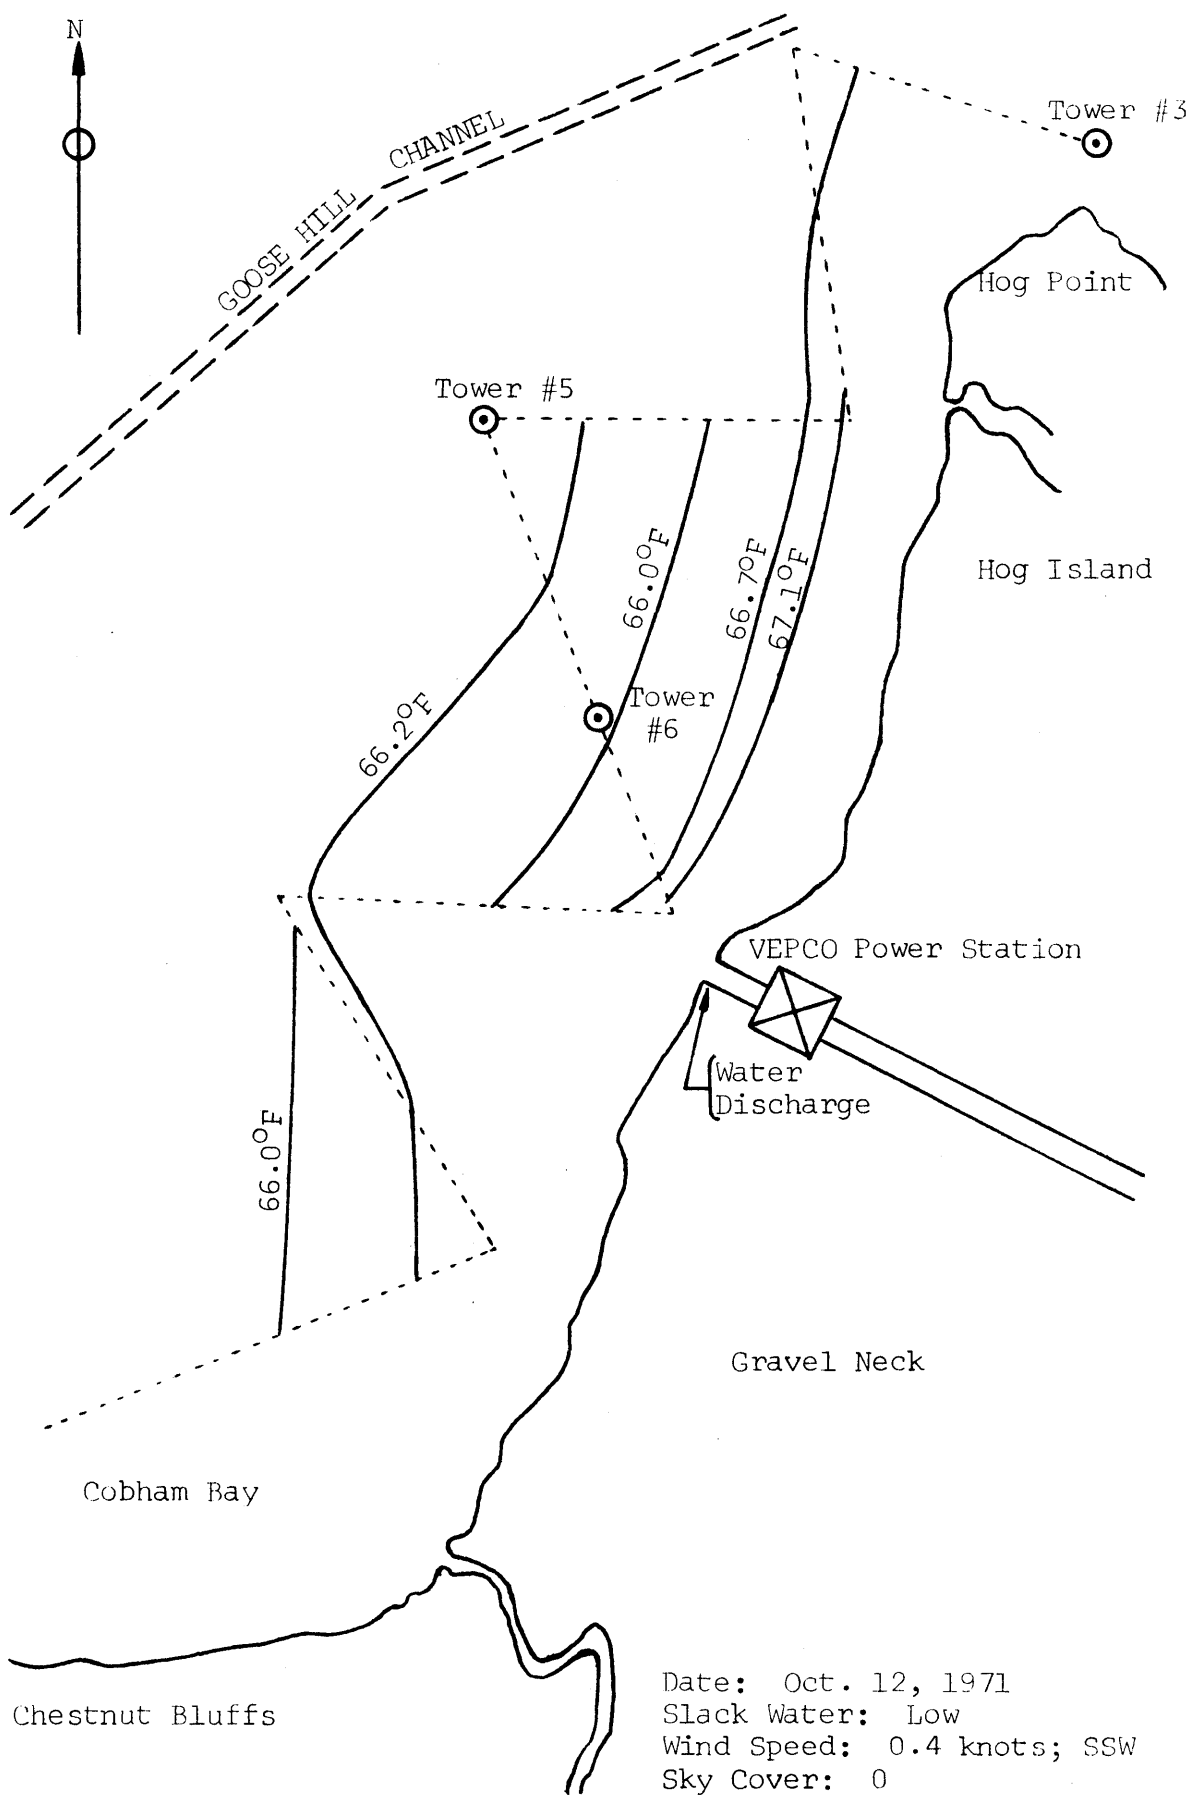 N
Tower #3
GOOSE HILL CHANNEL
Hog Point
Tower #5
66.0°F
66.7°F
67.1°F
Hog Island
66.2°F
Tower
#6
VEPCO Power Station
Water
Discharge
66.0°F
Gravel Neck
Cobham Bay
Chestnut Bluffs
Date: Oct. 12, 1971
Slack Water: Low
Wind Speed: 0.4 knots; SSW
Sky Cover: 0